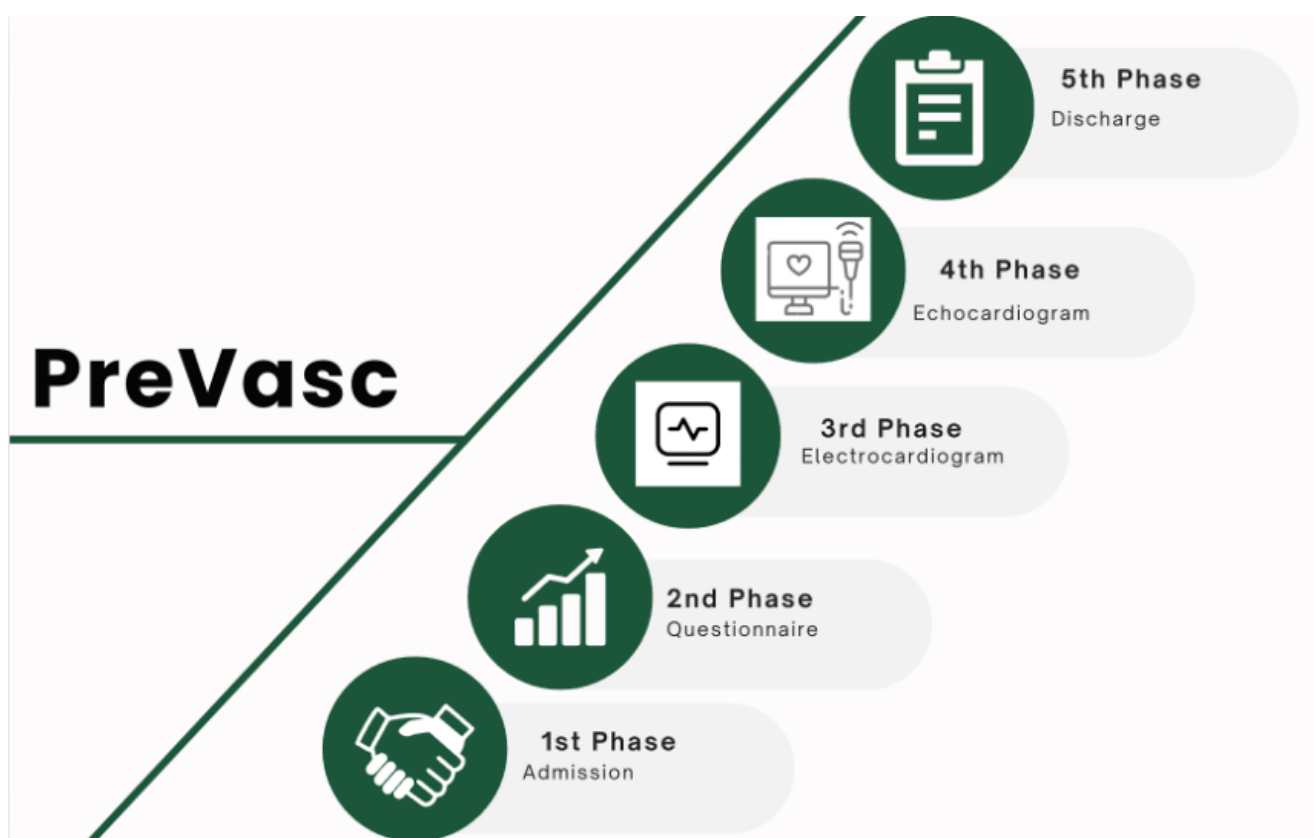 5th Phase
Discharge
4th Phase
Echocardiogram
PreVasc
3rd Phase
Electrocardiogram
2nd Phase
Questionnaire
1st Phase
Admission